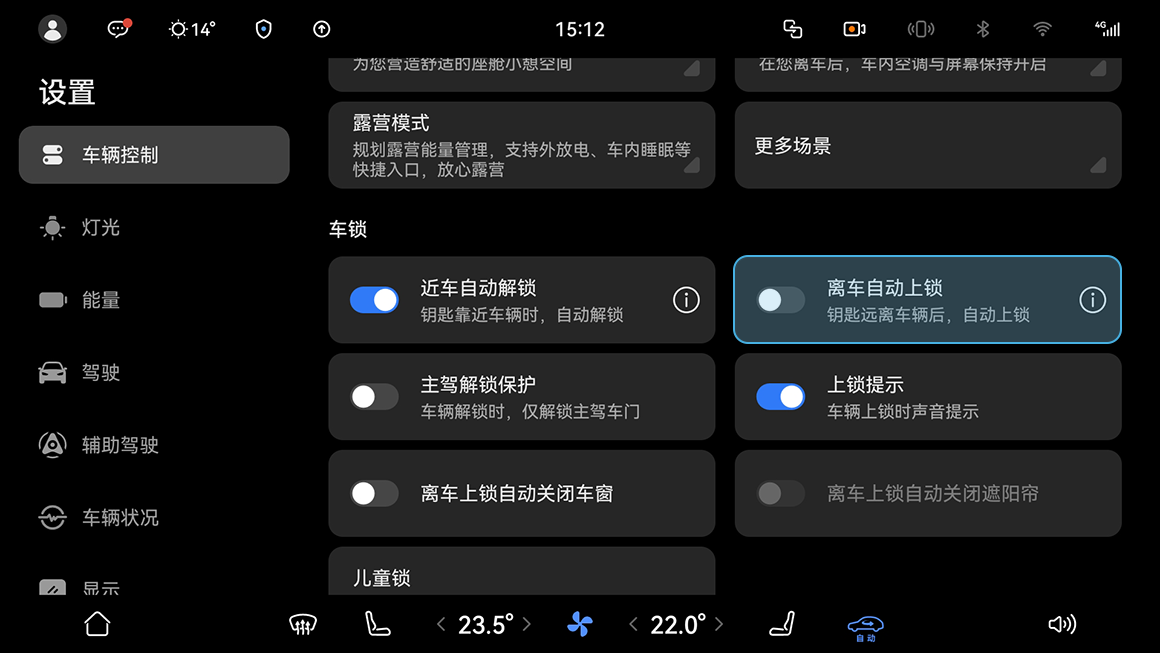 14°
15:12
4G
设置
车辆控制
灯光
能量
驾驶
辅助驾驶
车辆状况
显示
为您营造舒适的座舱小憩空间
在您离车后，车内空调与屏幕保持开启
露营模式
规划露营能量管理，支持外放电、车内睡眠等
快捷入口，放心露营
更多场景
车锁
近车自动解锁
钥匙靠近车辆时，自动解锁
离车自动上锁
钥匙远离车辆后，自动上锁
主驾解锁保护
车辆解锁时，仅解锁主驾车门
上锁提示
车辆上锁时声音提示
离车上锁自动关闭车窗
离车上锁自动关闭遮阳帘
儿童锁
23.5°
22.0°
自动